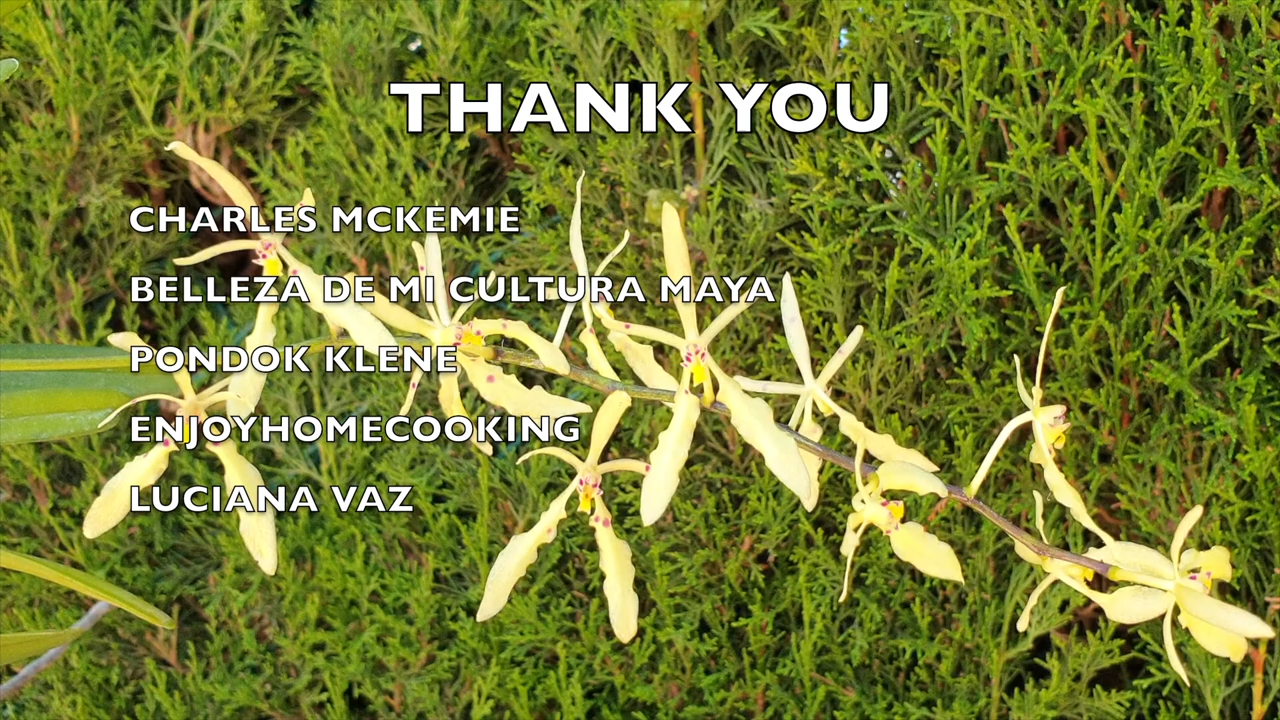 THANK YOU
CHARLES MCKEMIE
BELLEZA DE MI CULTURA MAYA
PONDOK KLENE
ENJOYHOMECOOKING
LUCIANA VAZ